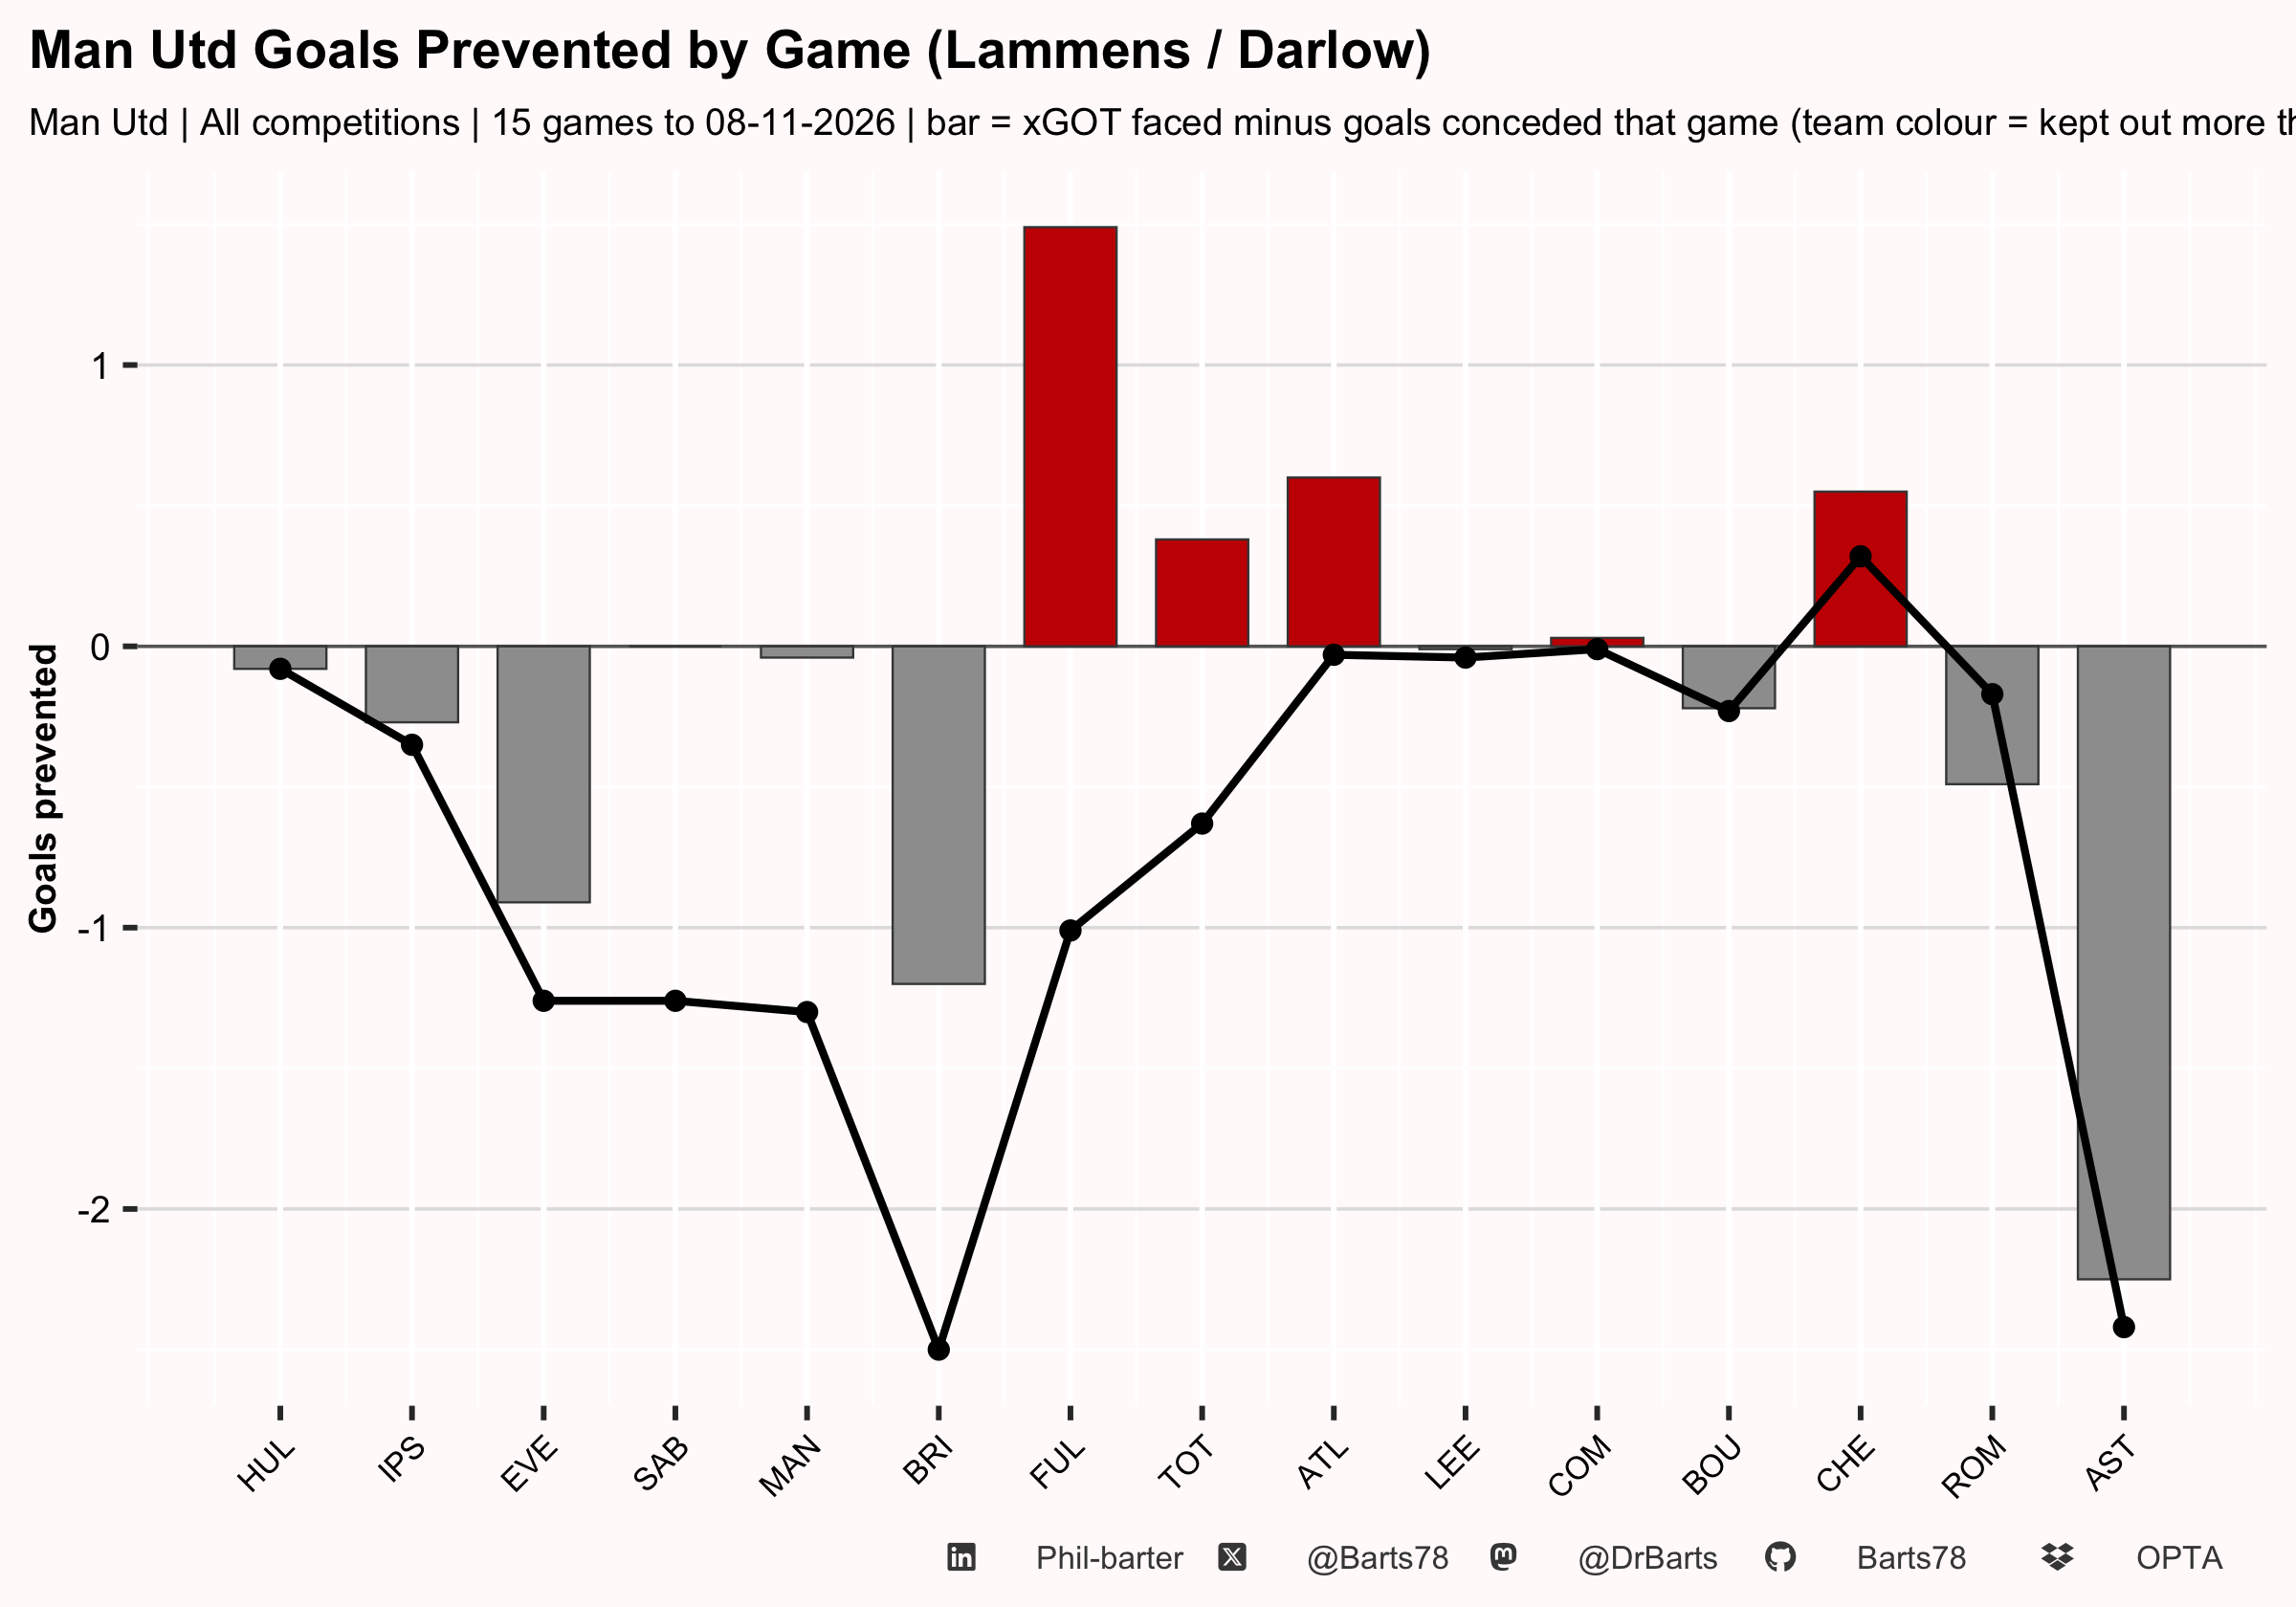 Man Utd Goals Prevented by Game (Lammens / Darlow)
Man Utd | All competitions | 15 games to 08-11-2026 | bar = xGOT faced minus goals conceded that game (team colour = kept out more th
Goals prevented
1
0
-1
-2
HUL
IPS
EVE
SAB
MAN
BRI
FUL
TOT
ATL
LEE
COM
BOU
CHE
ROM
AST
Phil-barter @Barts78 @DrBarts Barts78 OPTA